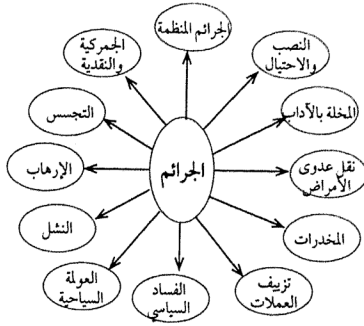 الجرائم المنظمة
النصب
والاحتيال
المخلة بالآداب
نقل عدوى
الأمراض
المخدرات
تزييف
العملات
الفساد
السياسي
العولمة
السياحية
النشل
الإرهاب
التجسس
الجمركية
والنقدية
الجرائم